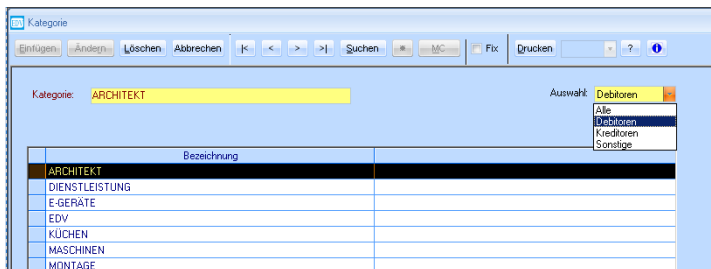 EDV Kategorie
Einfügen Ändern Löschen Abbrechen |< < > >| Suchen MC Fix Drucken ?
Kategorie: ARCHITEKT Auswahl: Debitoren
Alle
Debitoren
Kreditoren
Sonstige
Bezeichnung
ARCHITEKT
DIENSTLEISTUNG
E-GERÄTE
EDV
KÜCHEN
MASCHINEN
MONTAGE